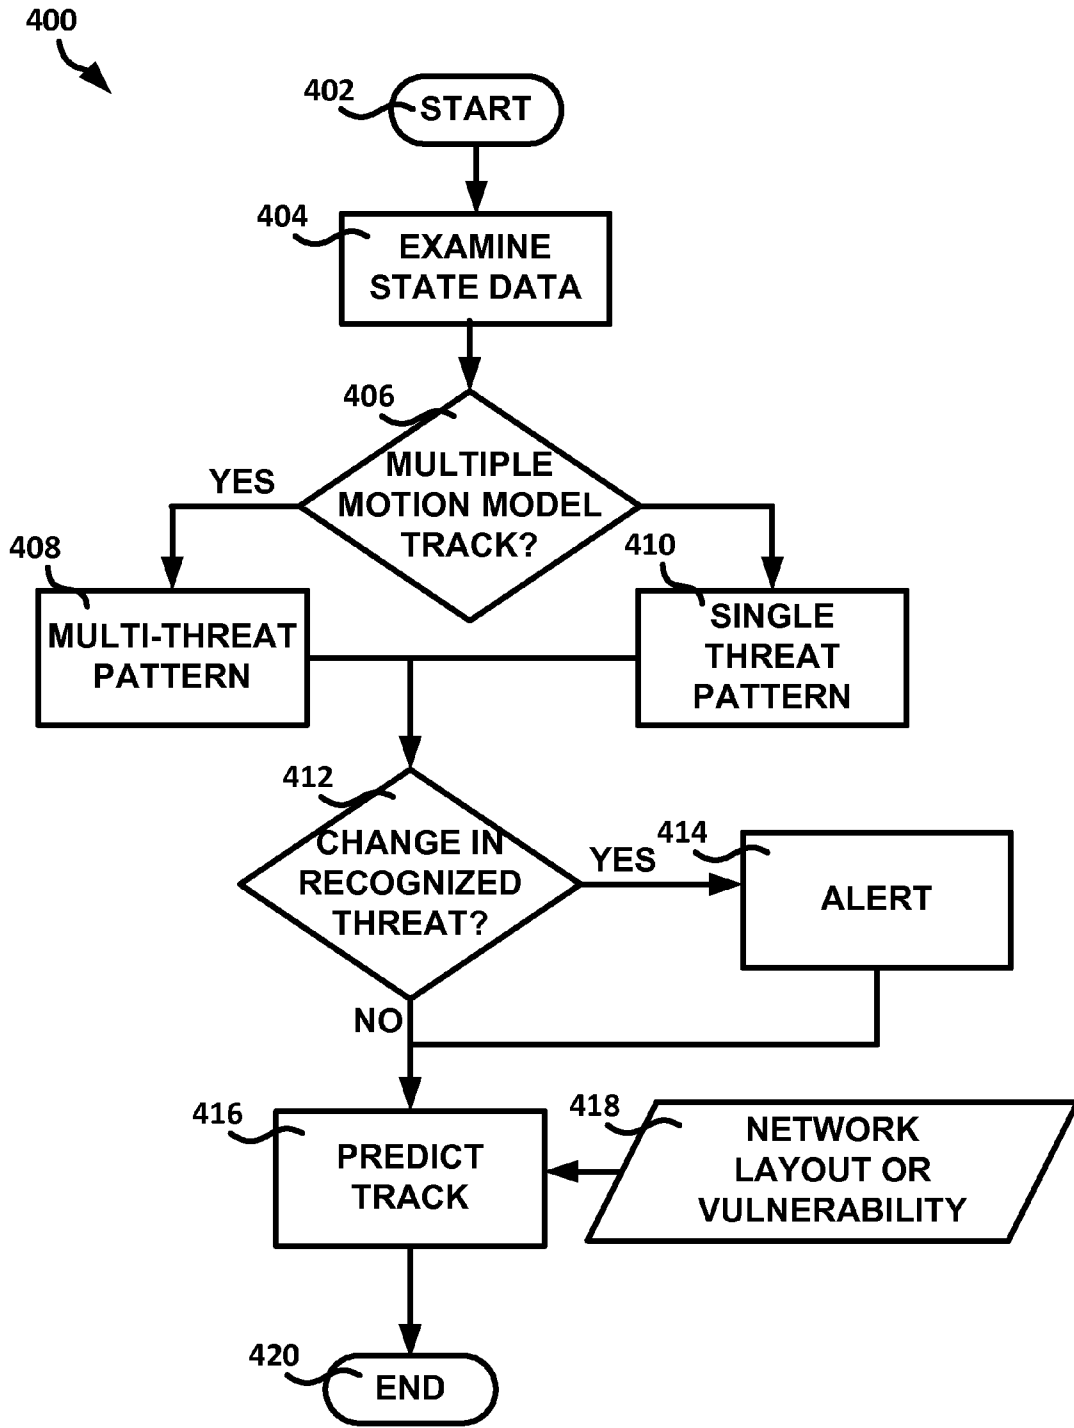 400
402
START
404
EXAMINE
STATE DATA
406
MULTIPLE
MOTION MODEL
TRACK?
YES
408
MULTI-THREAT
PATTERN
410
SINGLE
THREAT
PATTERN
412
CHANGE IN
RECOGNIZED
THREAT?
YES
414
ALERT
NO
416
PREDICT
TRACK
418
NETWORK
LAYOUT OR
VULNERABILITY
420
END